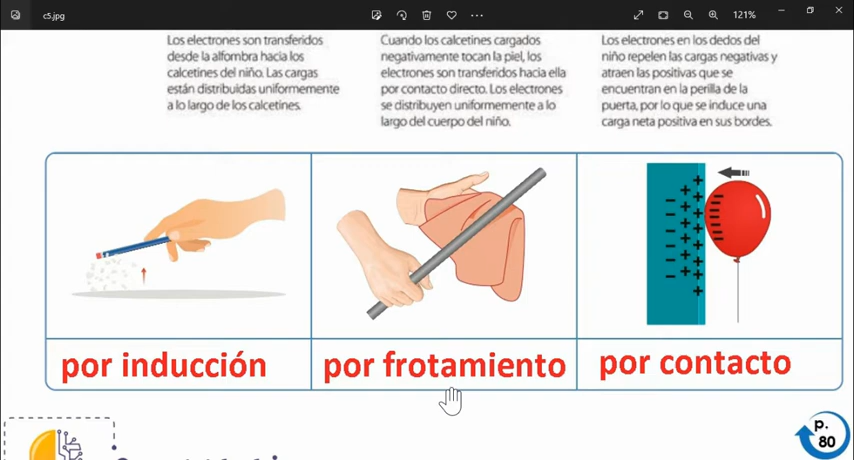 c5.jpg
121%
Los electrones son transferidos
desde la alfombra hacia los
calcetines del niño. Las cargas
están distribuidas uniformemente
a lo largo de los calcetines.
Cuando los calcetines cargados
negativamente tocan la piel, los
electrones son transferidos hacia ella
por contacto directo. Los electrones
se distribuyen uniformemente a lo
largo del cuerpo del niño.
Los electrones en los dedos del
niño repelen las cargas negativas y
atraen las positivas que se
encuentran en la perilla de la
puerta, por lo que se induce una
carga neta positiva en sus bordes.
por inducción
por frotamiento
por contacto
p.
80